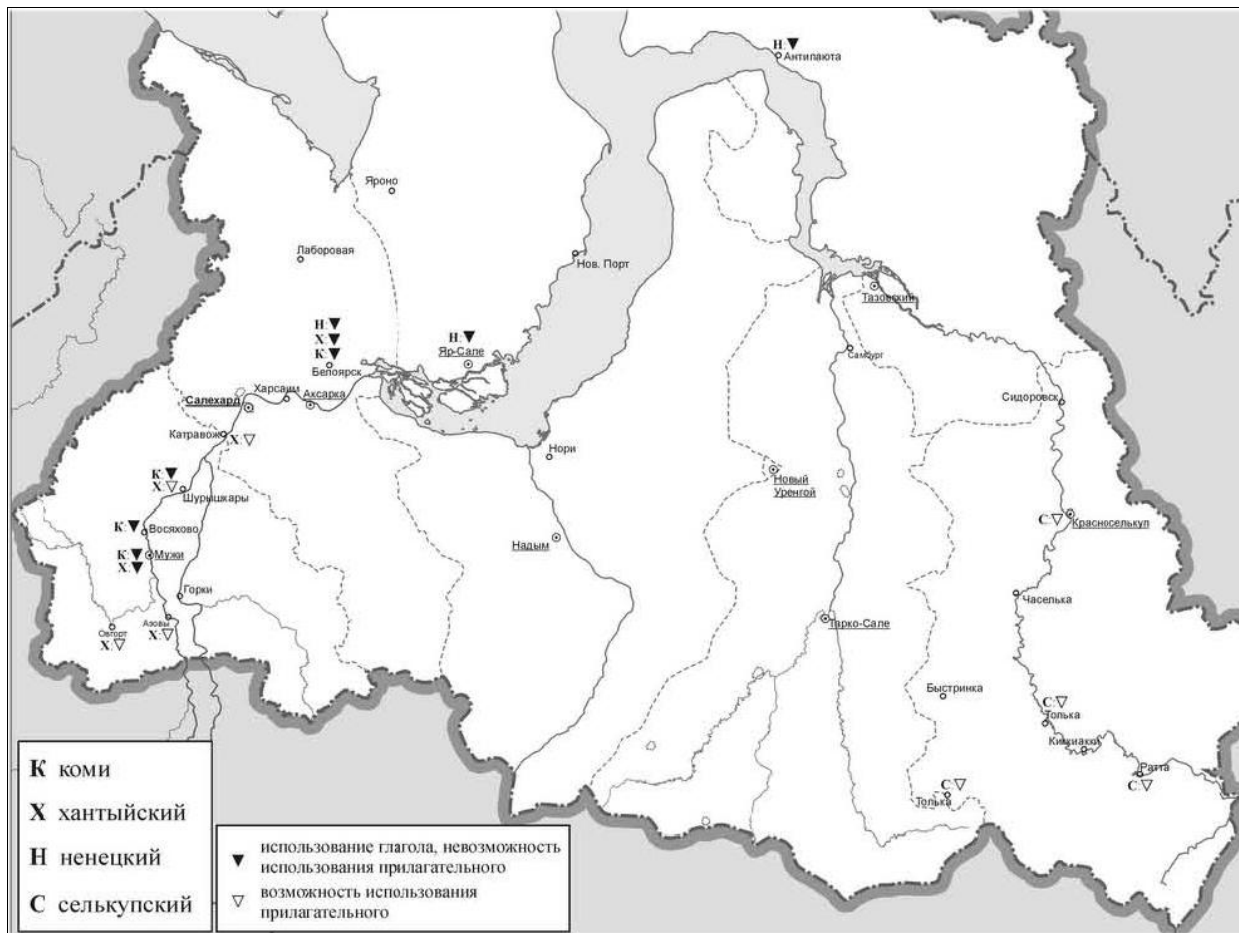 Н:▼
Антипаюта
Яроно
Лаборовая
Нов. Порт
Тазовский
Н:▼
Х:▼
К:▼
Белоярск
Н:▼
Яр-Сале
Самбург
Харсаим
Аксарка
Салехард
Сидоровск
Катравож
Х:▽
Нори
К:▼
Х:▽
Шурышкары
Новый
Уренгой
К:▼
Восяхово
С:▽
Красноселькуп
К:▼
Мужи
Х:▼
Надым
Горки
Часелька
Овгорт
Х:▽
Азовы
Х:▽
Тарко-Сале
Быстринка
С:▽
Толька
Киккиакки
С:▽
Толька
Ратта
С:▽
К коми
Х хантыйский
Н ненецкий
С селькупский
▼ использование глагола, невозможность
использования прилагательного
▽ возможность использования
прилагательного